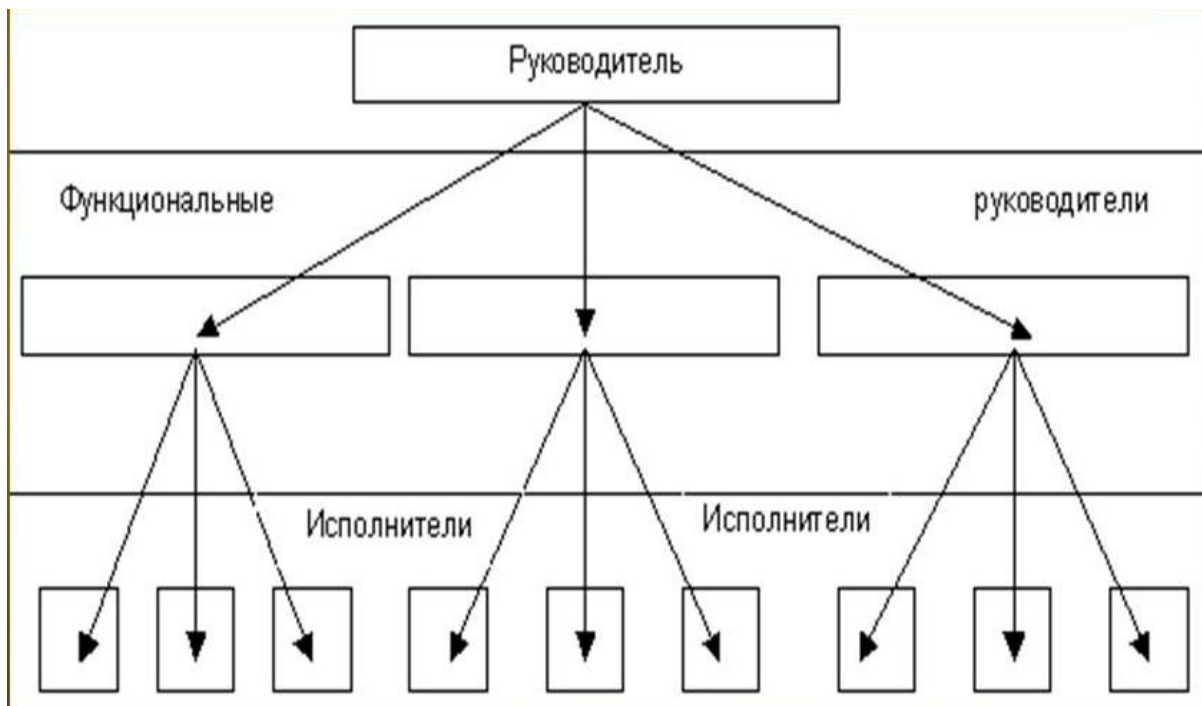 Руководитель
Функциональные руководители
Исполнители Исполнители